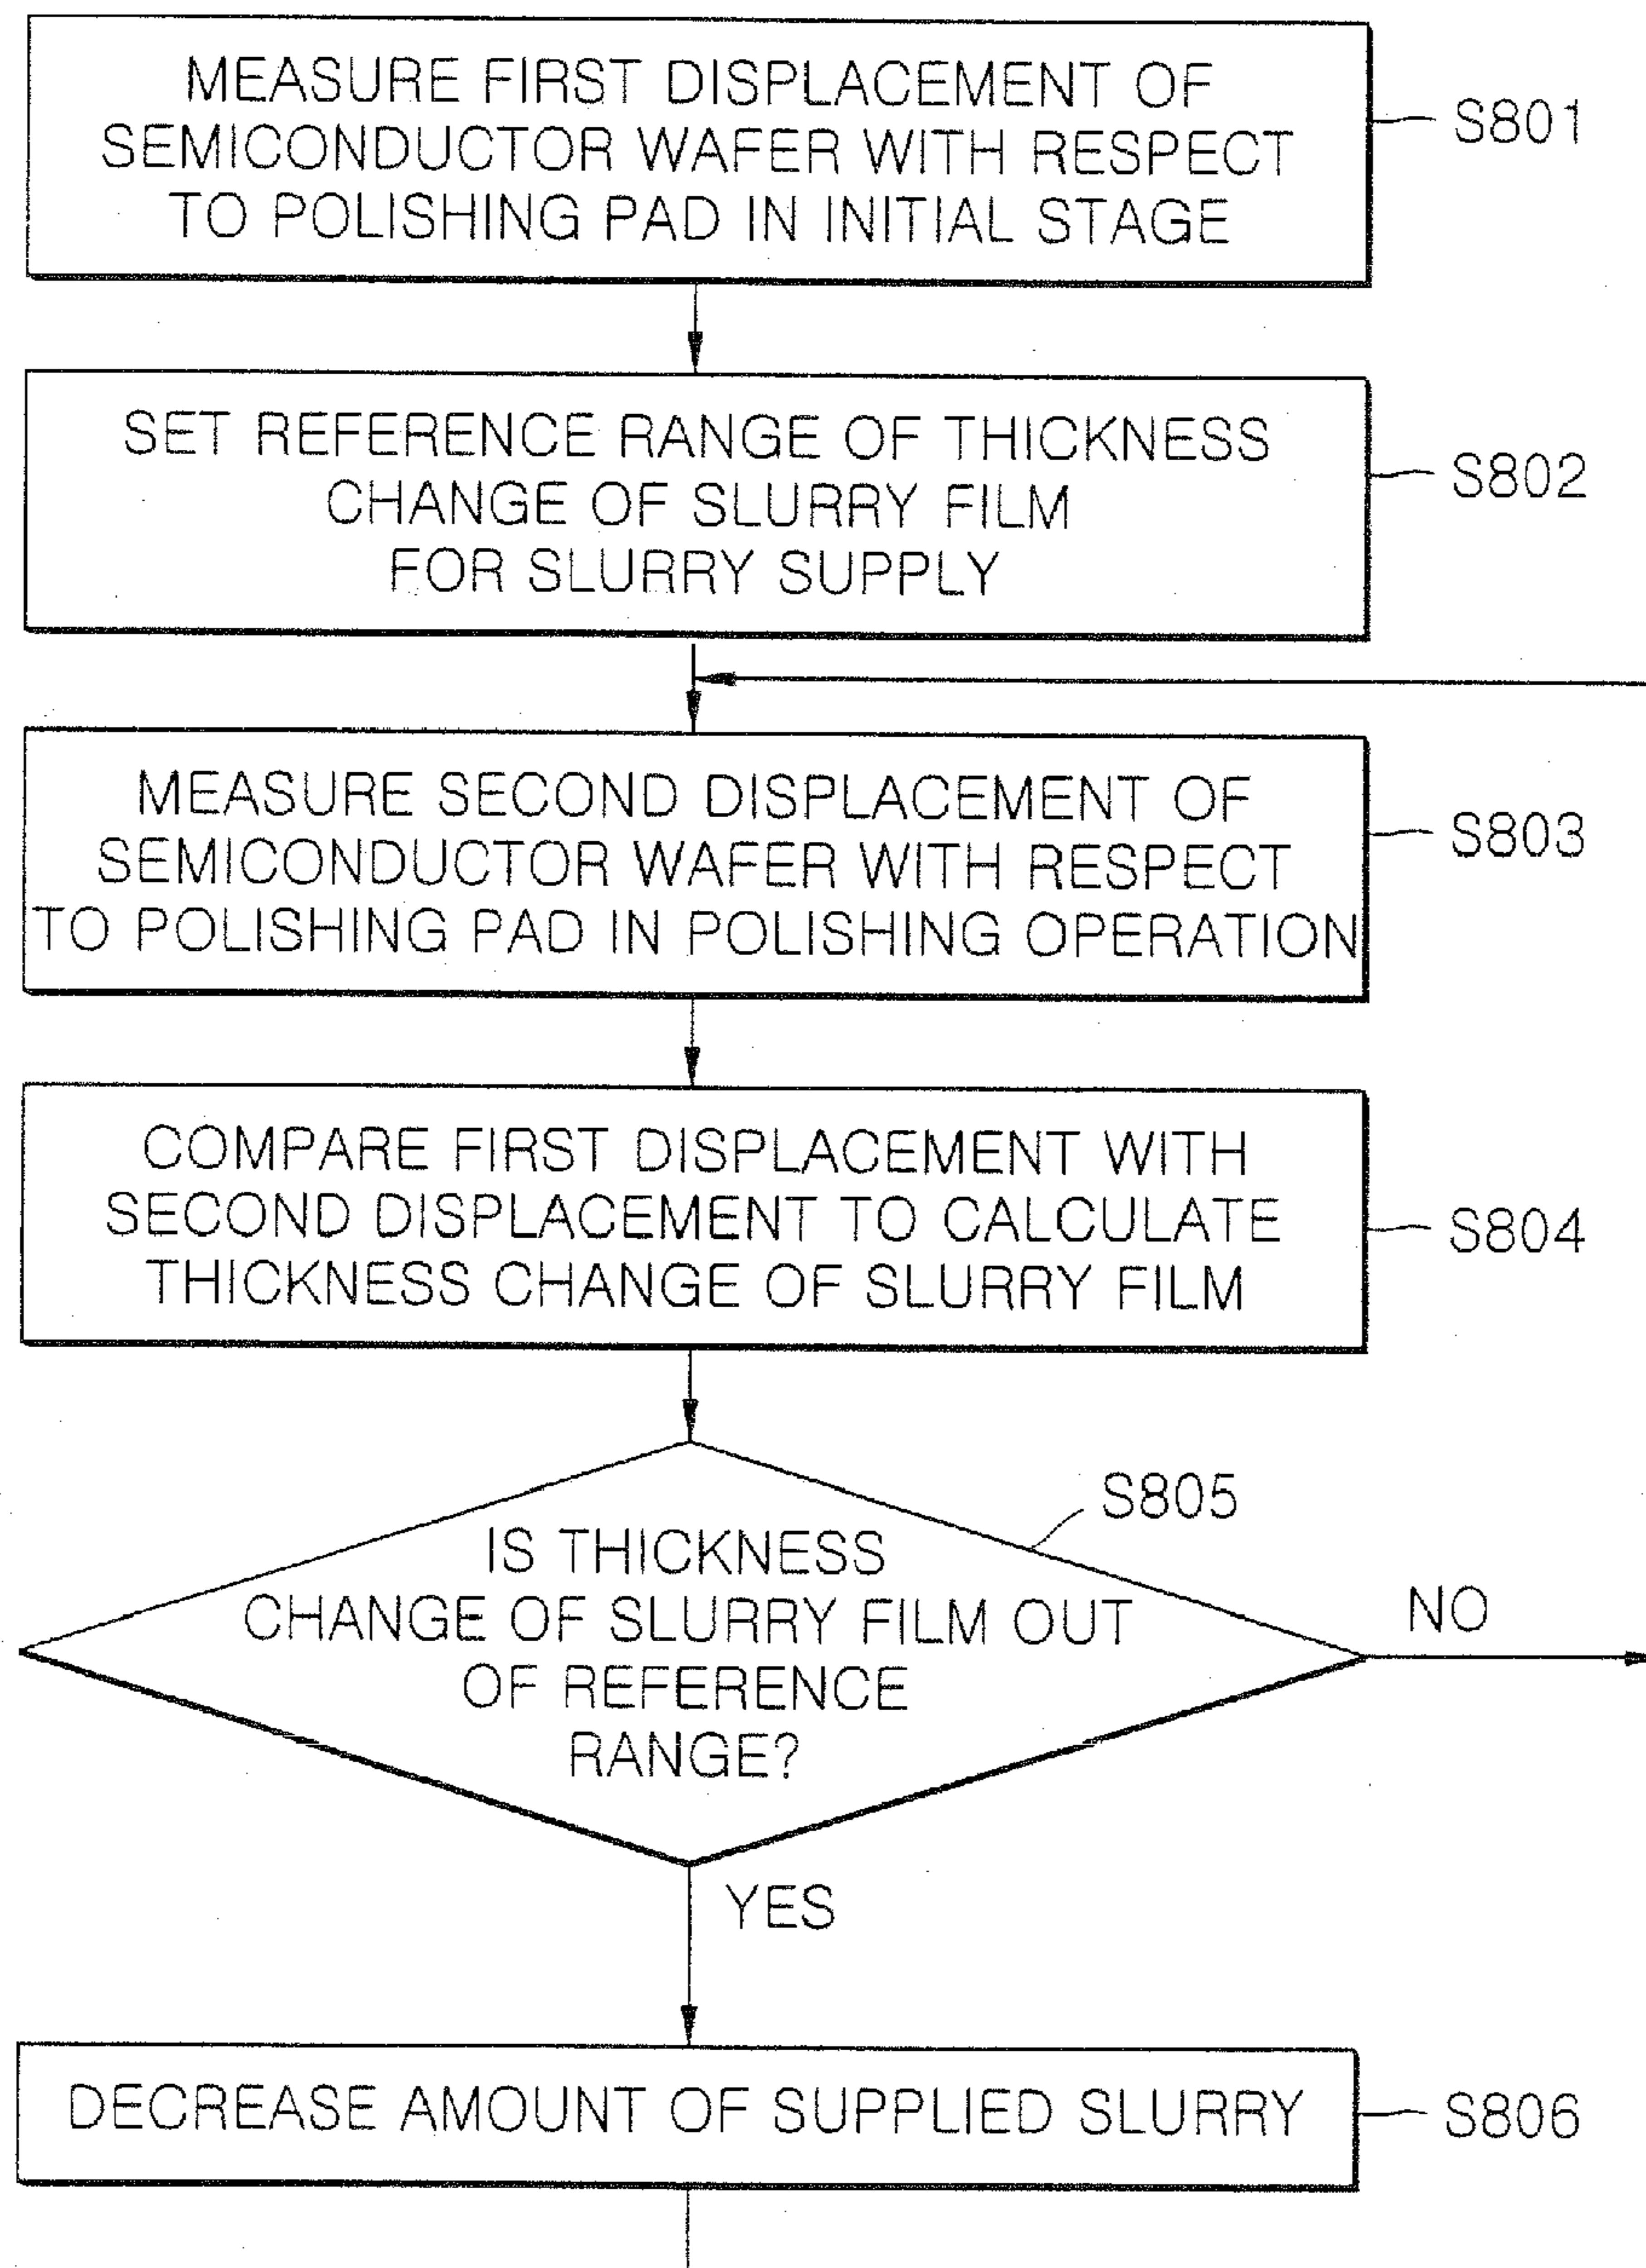 MEASURE FIRST DISPLACEMENT OF
SEMICONDUCTOR WAFER WITH RESPECT
TO POLISHING PAD IN INITIAL STAGE
S801
SET REFERENCE RANGE OF THICKNESS
CHANGE OF SLURRY FILM
FOR SLURRY SUPPLY
S802
MEASURE SECOND DISPLACEMENT OF
SEMICONDUCTOR WAFER WITH RESPECT
TO POLISHING PAD IN POLISHING OPERATION
S803
COMPARE FIRST DISPLACEMENT WITH
SECOND DISPLACEMENT TO CALCULATE
THICKNESS CHANGE OF SLURRY FILM
S804
S805
IS THICKNESS
CHANGE OF SLURRY FILM OUT
OF REFERENCE
RANGE?
NO
YES
DECREASE AMOUNT OF SUPPLIED SLURRY
S806